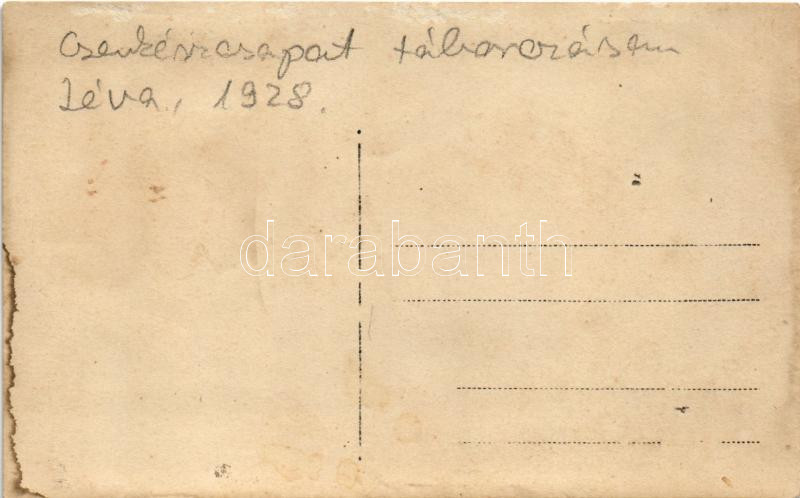 Cserkészcsapat táborozásán
Léva, 1928.
darabanth